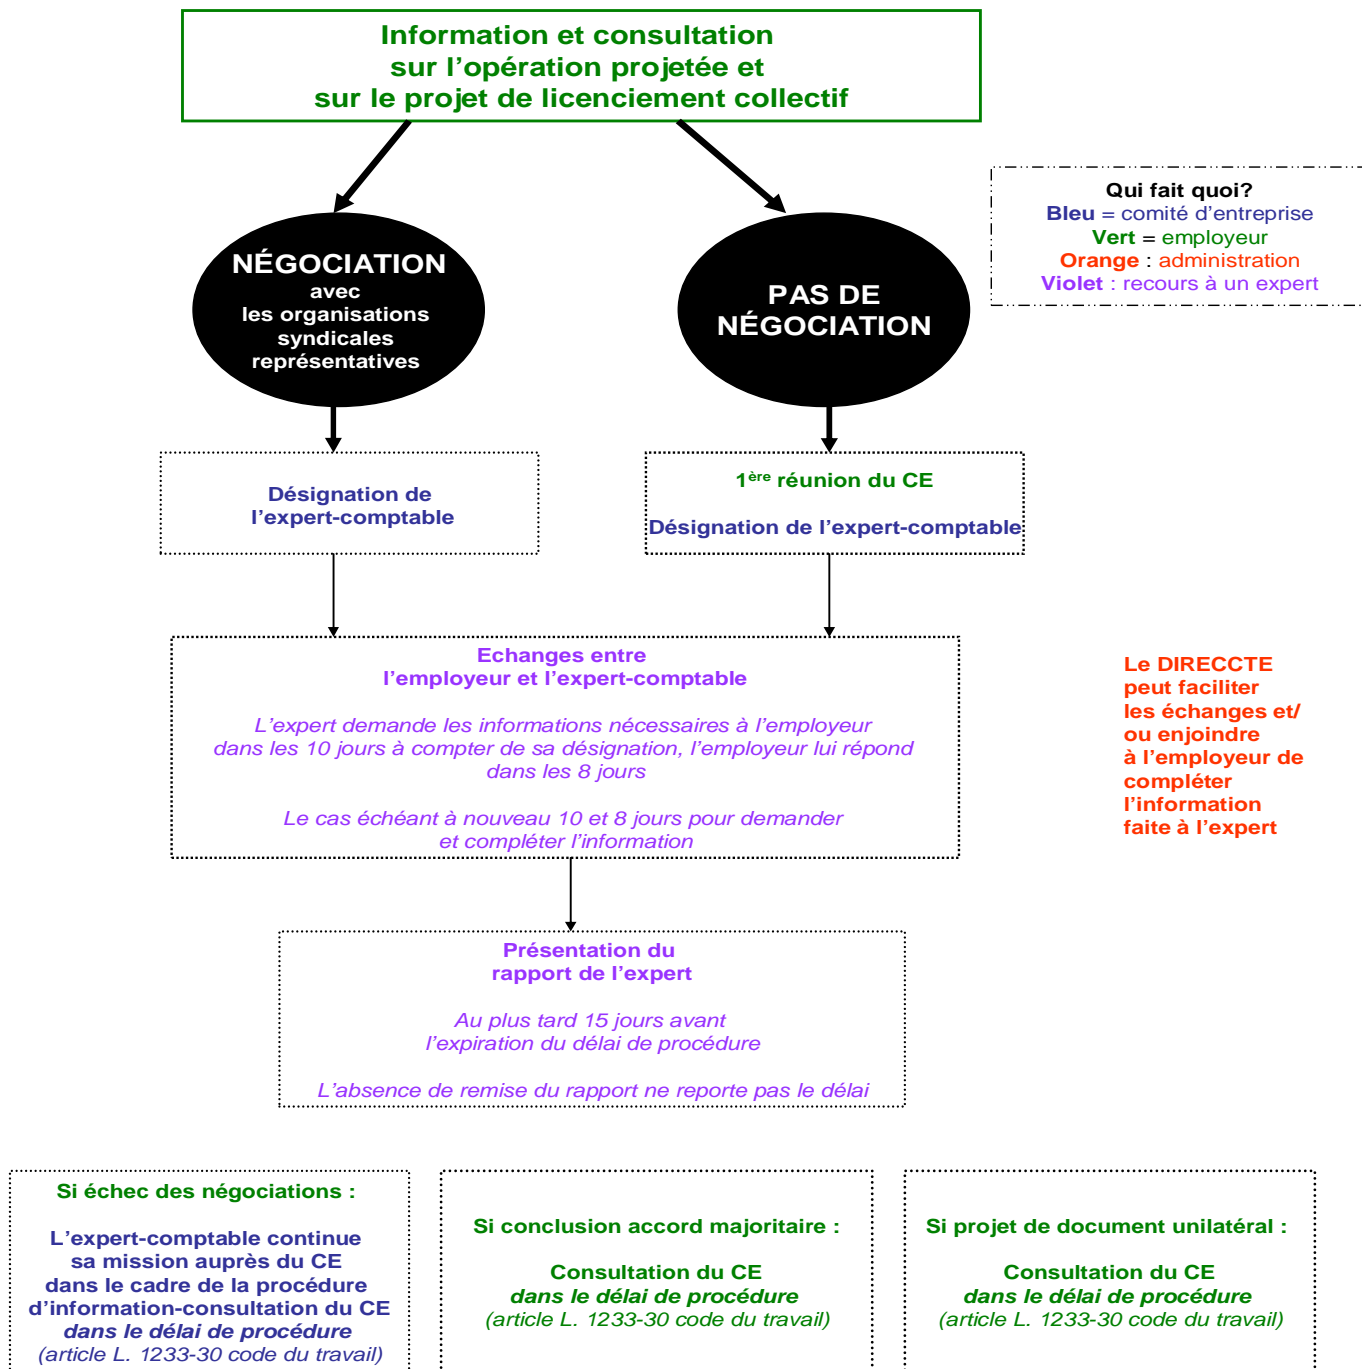 Information et consultation
sur l'opération projetée et
sur le projet de licenciement collectif
Qui fait quoi?
Bleu = comité d'entreprise
Vert = employeur
Orange : administration
Violet : recours à un expert
NÉGOCIATION
avec
les organisations
syndicales
représentatives
PAS DE
NÉGOCIATION
Désignation de
l'expert-comptable
1ère réunion du CE
Désignation de l'expert-comptable
Echanges entre
l'employeur et l'expert-comptable
L'expert demande les informations nécessaires à l'employeur
dans les 10 jours à compter de sa désignation, l'employeur lui répond
dans les 8 jours
Le cas échéant à nouveau 10 et 8 jours pour demander
et compléter l'information
Le DIRECCTE
peut faciliter
les échanges et/
ou enjoindre
à l'employeur de
compléter
l'information
faite à l'expert
Présentation du
rapport de l'expert
Au plus tard 15 jours avant
l'expiration du délai de procédure
L'absence de remise du rapport ne reporte pas le délai
Si échec des négociations :
L'expert-comptable continue
sa mission auprès du CE
dans le cadre de la procédure
d'information-consultation du CE
dans le délai de procédure
(article L. 1233-30 code du travail)
Si conclusion accord majoritaire :
Consultation du CE
dans le délai de procédure
(article L. 1233-30 code du travail)
Si projet de document unilatéral :
Consultation du CE
dans le délai de procédure
(article L. 1233-30 code du travail)